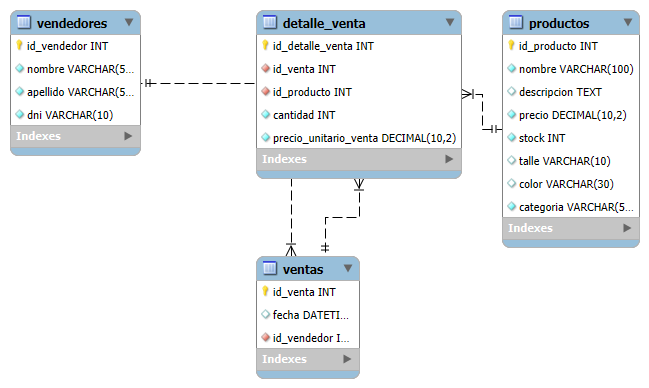 vendedores
id_vendedor INT
nombre VARCHAR(5...
apellido VARCHAR(5...
dni VARCHAR(10)
Indexes
detalle_venta
id_detalle_venta INT
id_venta INT
id_producto INT
cantidad INT
precio_unitario_venta DECIMAL(10,2)
Indexes
productos
id_producto INT
nombre VARCHAR(100)
descripcion TEXT
precio DECIMAL(10,2)
stock INT
talle VARCHAR(10)
color VARCHAR(30)
categoria VARCHAR(5...
Indexes
ventas
id_venta INT
fecha DATETI...
id_vendedor I...
Indexes